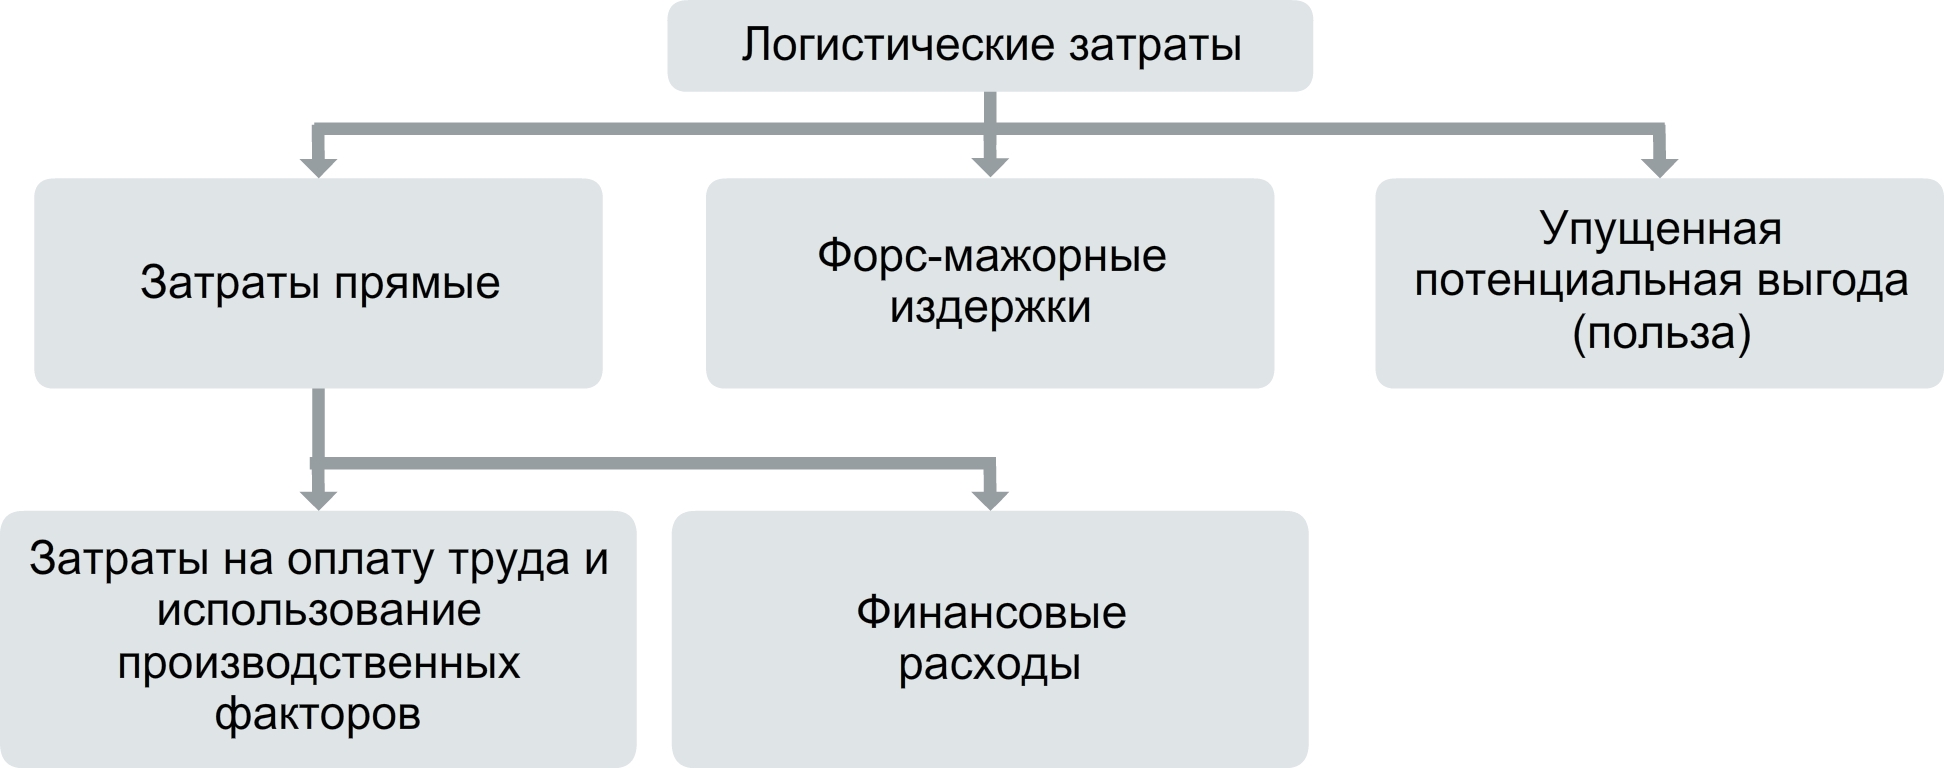 Логистические затраты
Затраты прямые
Форс-мажорные
издержки
Упущенная
потенциальная выгода
(польза)
Затраты на оплату труда и
использование
производственных
факторов
Финансовые
расходы